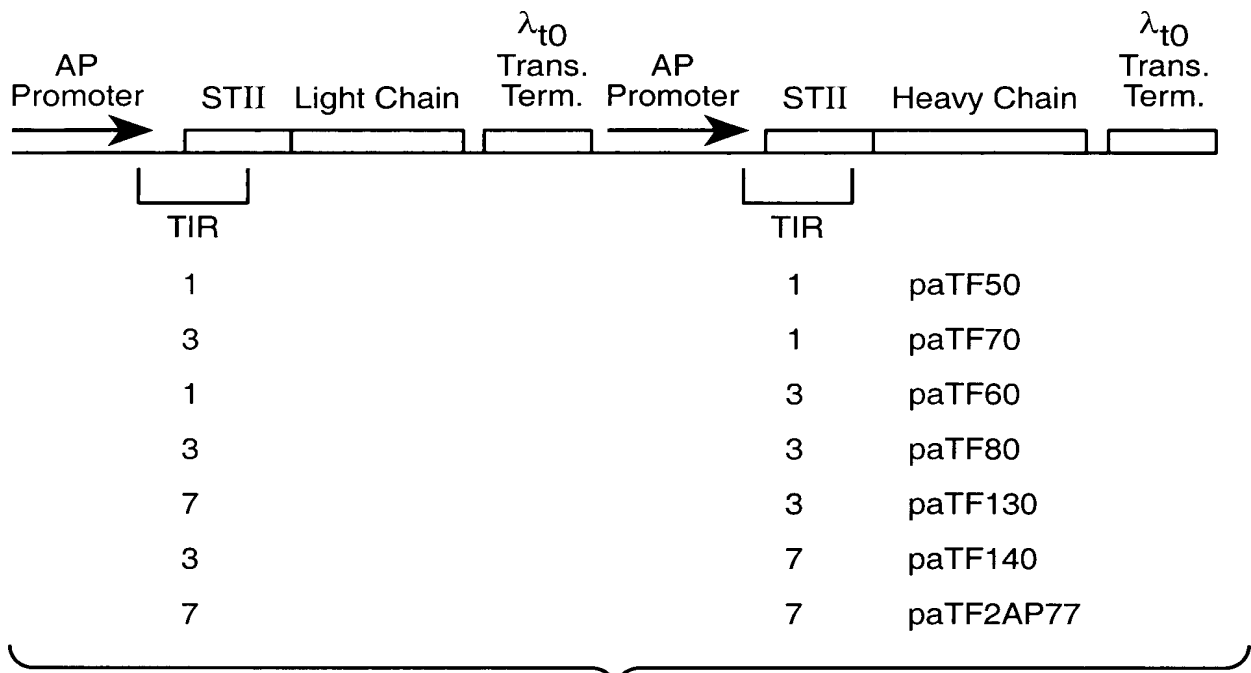 λt0 λt0
AP Trans. AP Trans.
Promoter STII Light Chain Term. Promoter STII Heavy Chain Term.
TIR TIR
1 1 paTF50
3 1 paTF70
1 3 paTF60
3 3 paTF80
7 3 paTF130
3 7 paTF140
7 7 paTF2AP77